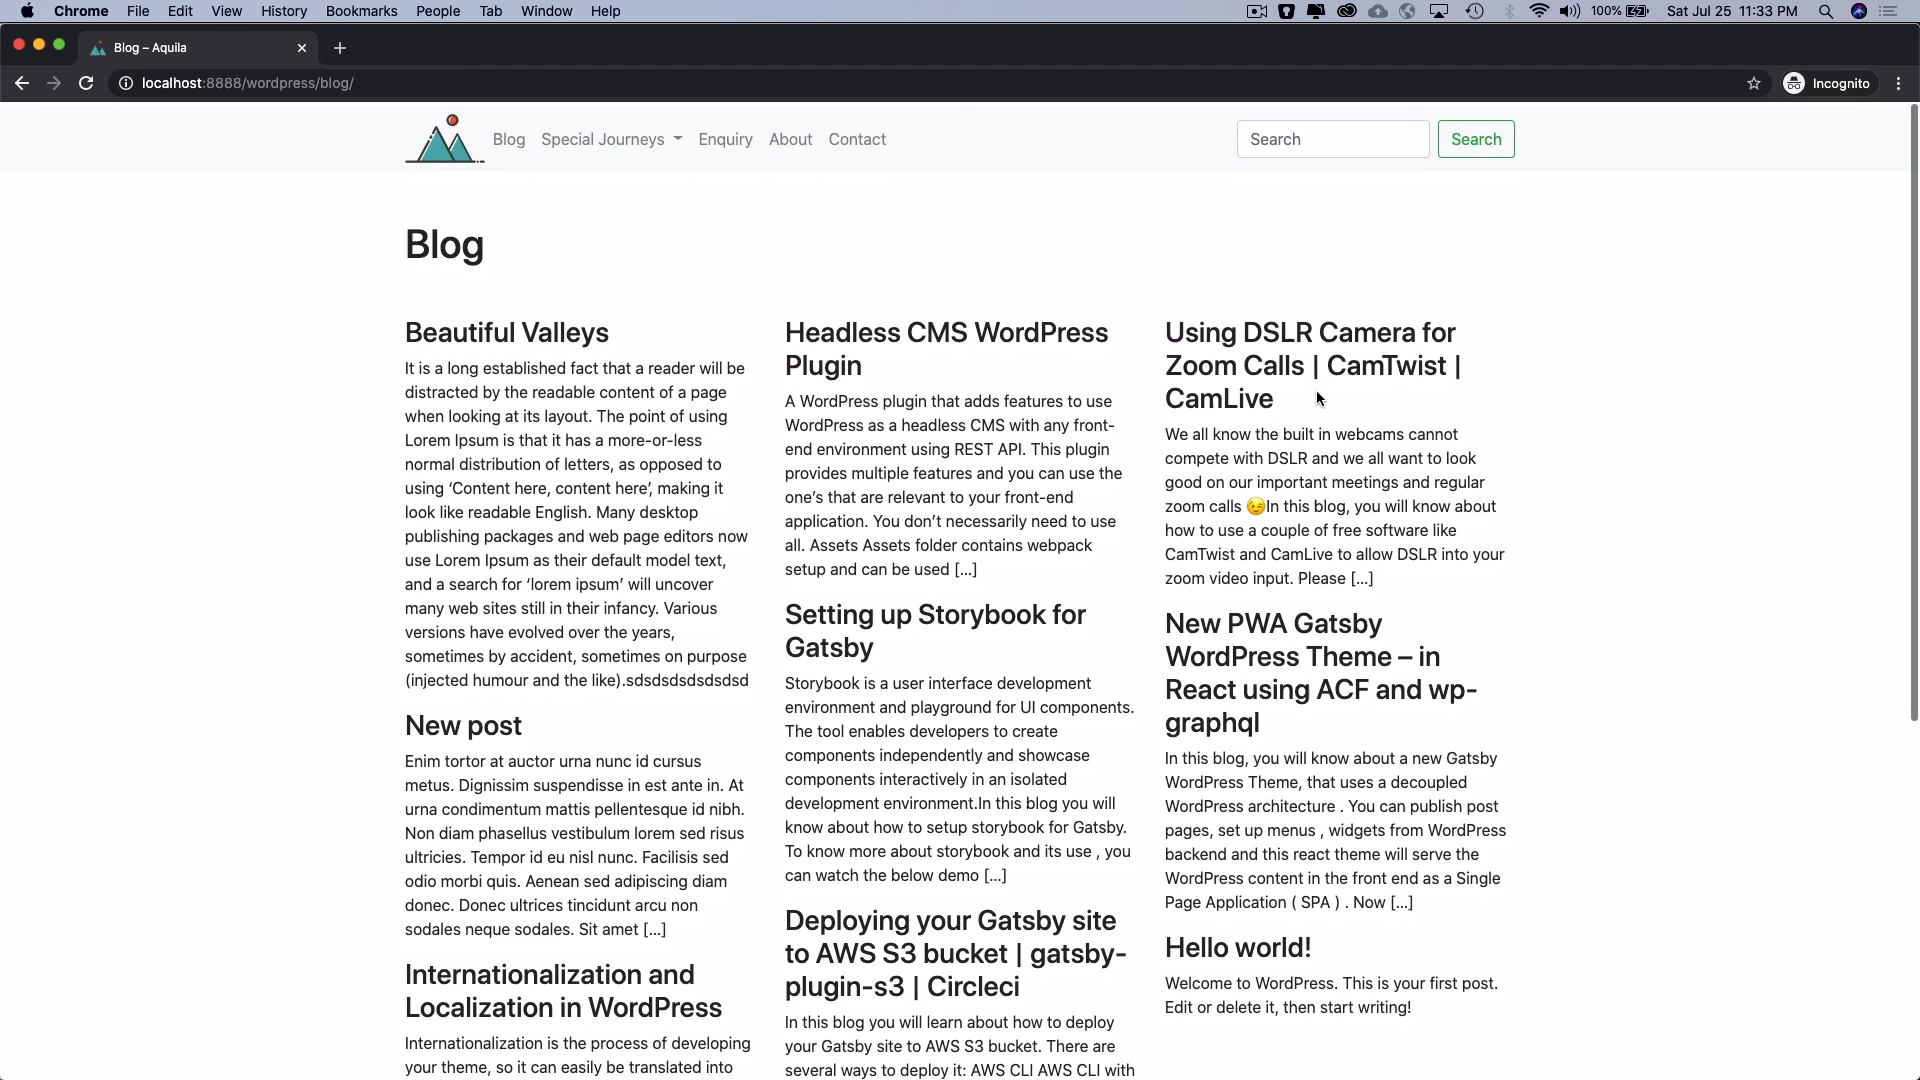 Chrome File Edit View History Bookmarks People Tab Window Help
100% Sat Jul 25 11:33 PM
Blog – Aquila
localhost:8888/wordpress/blog/
Incognito
Blog Special Journeys Enquiry About Contact
Search Search
Blog
Beautiful Valleys
It is a long established fact that a reader will be
distracted by the readable content of a page
when looking at its layout. The point of using
Lorem Ipsum is that it has a more-or-less
normal distribution of letters, as opposed to
using ‘Content here, content here’, making it
look like readable English. Many desktop
publishing packages and web page editors now
use Lorem Ipsum as their default model text,
and a search for ‘lorem ipsum’ will uncover
many web sites still in their infancy. Various
versions have evolved over the years,
sometimes by accident, sometimes on purpose
(injected humour and the like).sdsdsdsdsdsdsd
New post
Enim tortor at auctor urna nunc id cursus
metus. Dignissim suspendisse in est ante in. At
urna condimentum mattis pellentesque id nibh.
Non diam phasellus vestibulum lorem sed risus
ultricies. Tempor id eu nisl nunc. Facilisis sed
odio morbi quis. Aenean sed adipiscing diam
donec. Donec ultrices tincidunt arcu non
sodales neque sodales. Sit amet [...]
Internationalization and
Localization in WordPress
Internationalization is the process of developing
your theme, so it can easily be translated into
Headless CMS WordPress
Plugin
A WordPress plugin that adds features to use
WordPress as a headless CMS with any front-
end environment using REST API. This plugin
provides multiple features and you can use the
one’s that are relevant to your front-end
application. You don’t necessarily need to use
all. Assets Assets folder contains webpack
setup and can be used [...]
Setting up Storybook for
Gatsby
Storybook is a user interface development
environment and playground for UI components.
The tool enables developers to create
components independently and showcase
components interactively in an isolated
development environment.In this blog you will
know about how to setup storybook for Gatsby.
To know more about storybook and its use , you
can watch the below demo [...]
Deploying your Gatsby site
to AWS S3 bucket | gatsby-
plugin-s3 | Circleci
In this blog you will learn about how to deploy
your Gatsby site to AWS S3 bucket. There are
several ways to deploy it: AWS CLI AWS CLI with
Using DSLR Camera for
Zoom Calls | CamTwist |
CamLive
We all know the built in webcams cannot
compete with DSLR and we all want to look
good on our important meetings and regular
zoom calls 😉In this blog, you will know about
how to use a couple of free software like
CamTwist and CamLive to allow DSLR into your
zoom video input. Please [...]
New PWA Gatsby
WordPress Theme – in
React using ACF and wp-
graphql
In this blog, you will know about a new Gatsby
WordPress Theme, that uses a decoupled
WordPress architecture . You can publish post
pages, set up menus , widgets from WordPress
backend and this react theme will serve the
WordPress content in the front end as a Single
Page Application ( SPA ) . Now [...]
Hello world!
Welcome to WordPress. This is your first post.
Edit or delete it, then start writing!